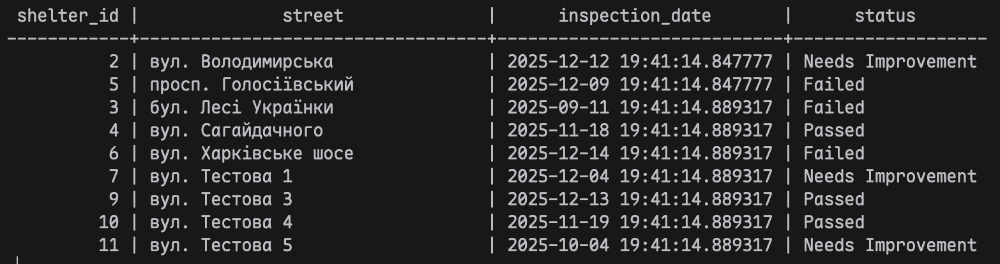 shelter_id | street | inspection_date | status
------------+----------------------------------+----------------------------+-------------------
2 | вул. Володимирська | 2025-12-12 19:41:14.847777 | Needs Improvement
5 | просп. Голосіївський | 2025-12-09 19:41:14.847777 | Failed
3 | бул. Лесі Українки | 2025-09-11 19:41:14.889317 | Failed
4 | вул. Сагайдачного | 2025-11-18 19:41:14.889317 | Passed
6 | вул. Харківське шосе | 2025-12-14 19:41:14.889317 | Failed
7 | вул. Тестова 1 | 2025-12-04 19:41:14.889317 | Needs Improvement
9 | вул. Тестова 3 | 2025-12-13 19:41:14.889317 | Passed
10 | вул. Тестова 4 | 2025-11-19 19:41:14.889317 | Passed
11 | вул. Тестова 5 | 2025-10-04 19:41:14.889317 | Needs Improvement